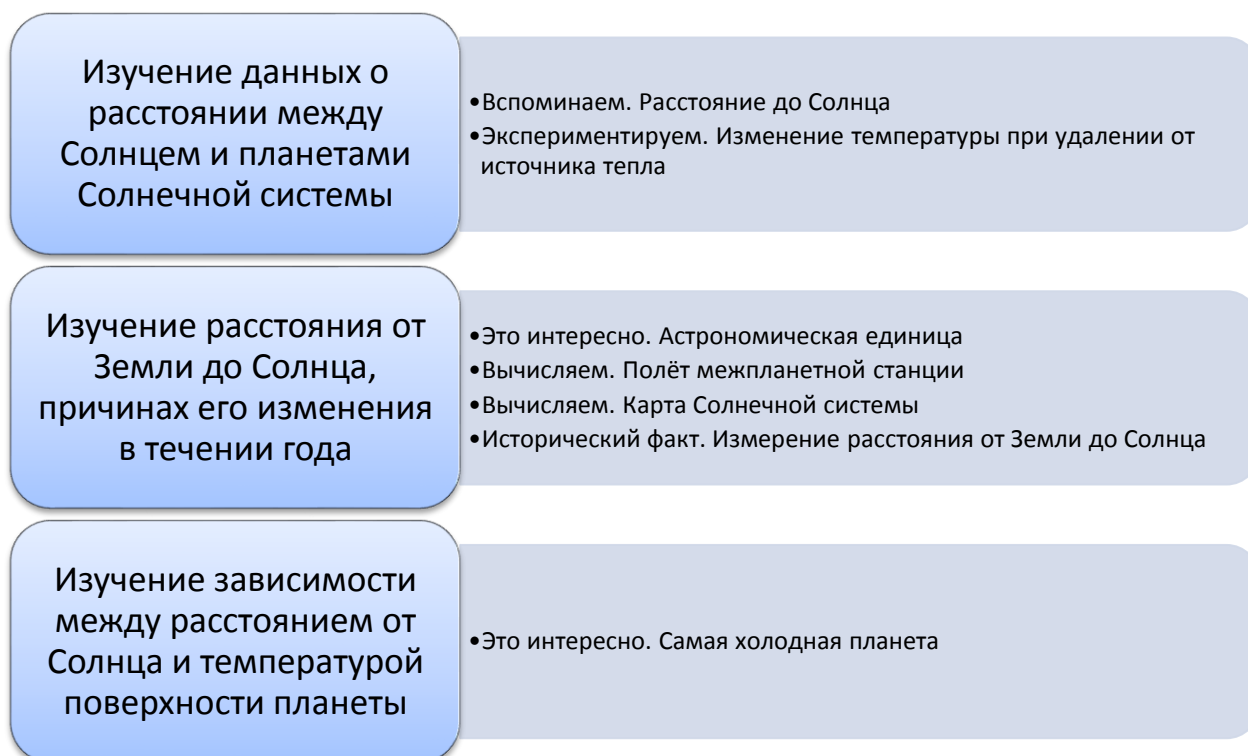 Изучение данных о
расстоянии между
Солнцем и планетами
Солнечной системы
•Вспоминаем. Расстояние до Солнца
•Экспериментируем. Изменение температуры при удалении от
источника тепла
Изучение расстояния от
Земли до Солнца,
причинах его изменения
в течении года
•Это интересно. Астрономическая единица
•Вычисляем. Полёт межпланетной станции
•Вычисляем. Карта Солнечной системы
•Исторический факт. Измерение расстояния от Земли до Солнца
Изучение зависимости
между расстоянием от
Солнца и температурой
поверхности планеты
•Это интересно. Самая холодная планета